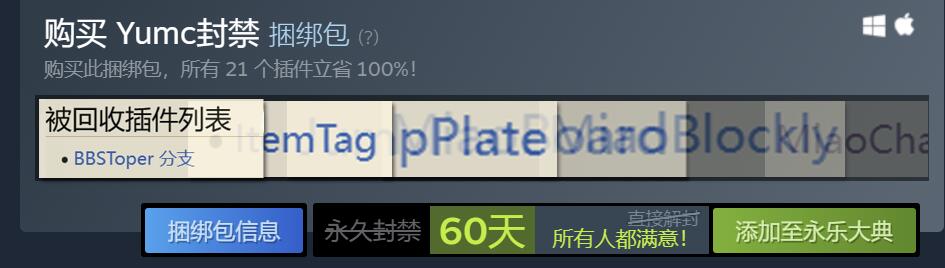 购买 Yumc封禁 捆绑包 (?)
购买此捆绑包，所有 21 个插件立省 100%！
被回收插件列表
• BBSToper 分支
emTag
pPlate
oard
Blockly
MiaoCha
捆绑包信息
永久封禁
60天
直接解封
所有人都满意！
添加至永乐大典